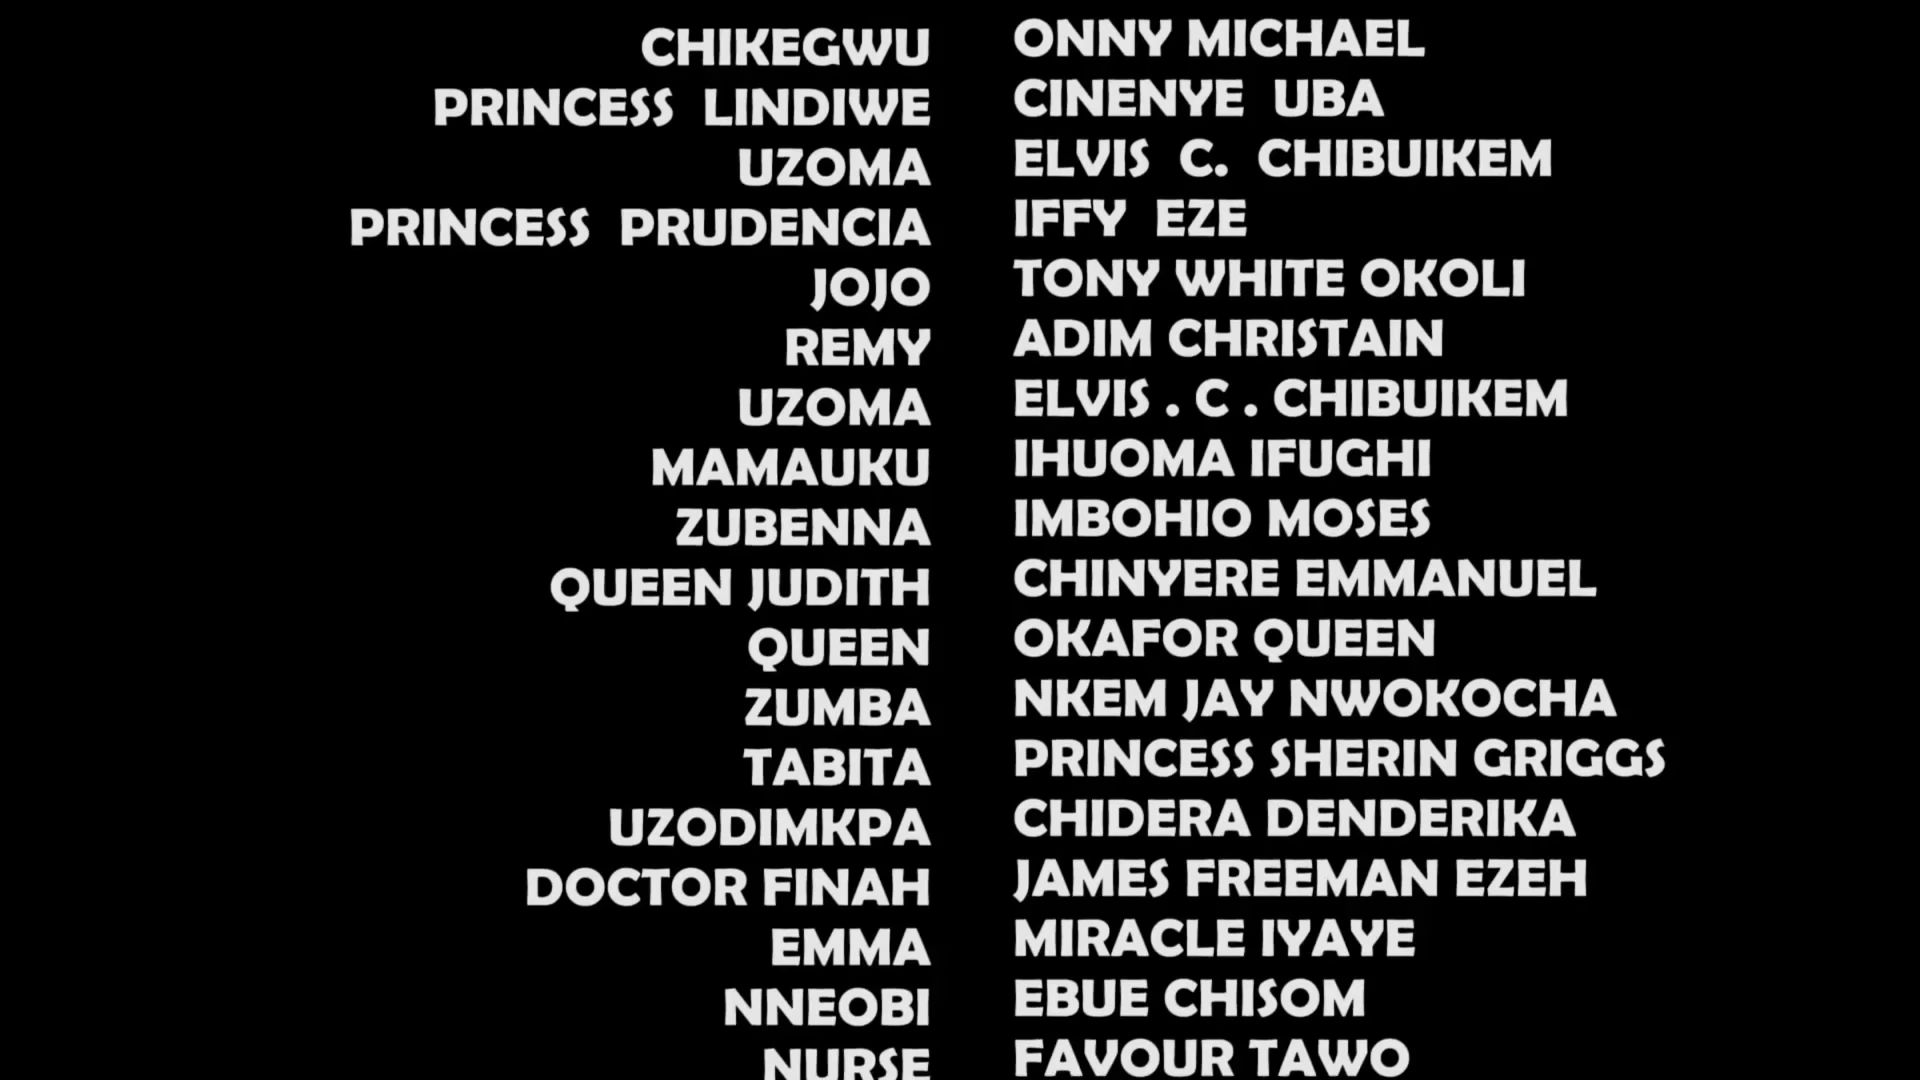 CHIKEGWU ONNY MICHAEL
PRINCESS LINDIWE CINENYE UBA
UZOMA ELVIS C. CHIBUIKEM
PRINCESS PRUDENCIA IFFY EZE
JOJO TONY WHITE OKOLI
REMY ADIM CHRISTAIN
UZOMA ELVIS . C . CHIBUIKEM
MAMAUKU IHUOMA IFUGHI
ZUBENNA IMBOHIO MOSES
QUEEN JUDITH CHINYERE EMMANUEL
QUEEN OKAFOR QUEEN
ZUMBA NKEM JAY NWOKOCHA
TABITA PRINCESS SHERIN GRIGGS
UZODIMKPA CHIDERA DENDERIKA
DOCTOR FINAH JAMES FREEMAN EZEH
EMMA MIRACLE IYAYE
NNEOBI EBUE CHISOM
NURSE FAVOUR TAWO